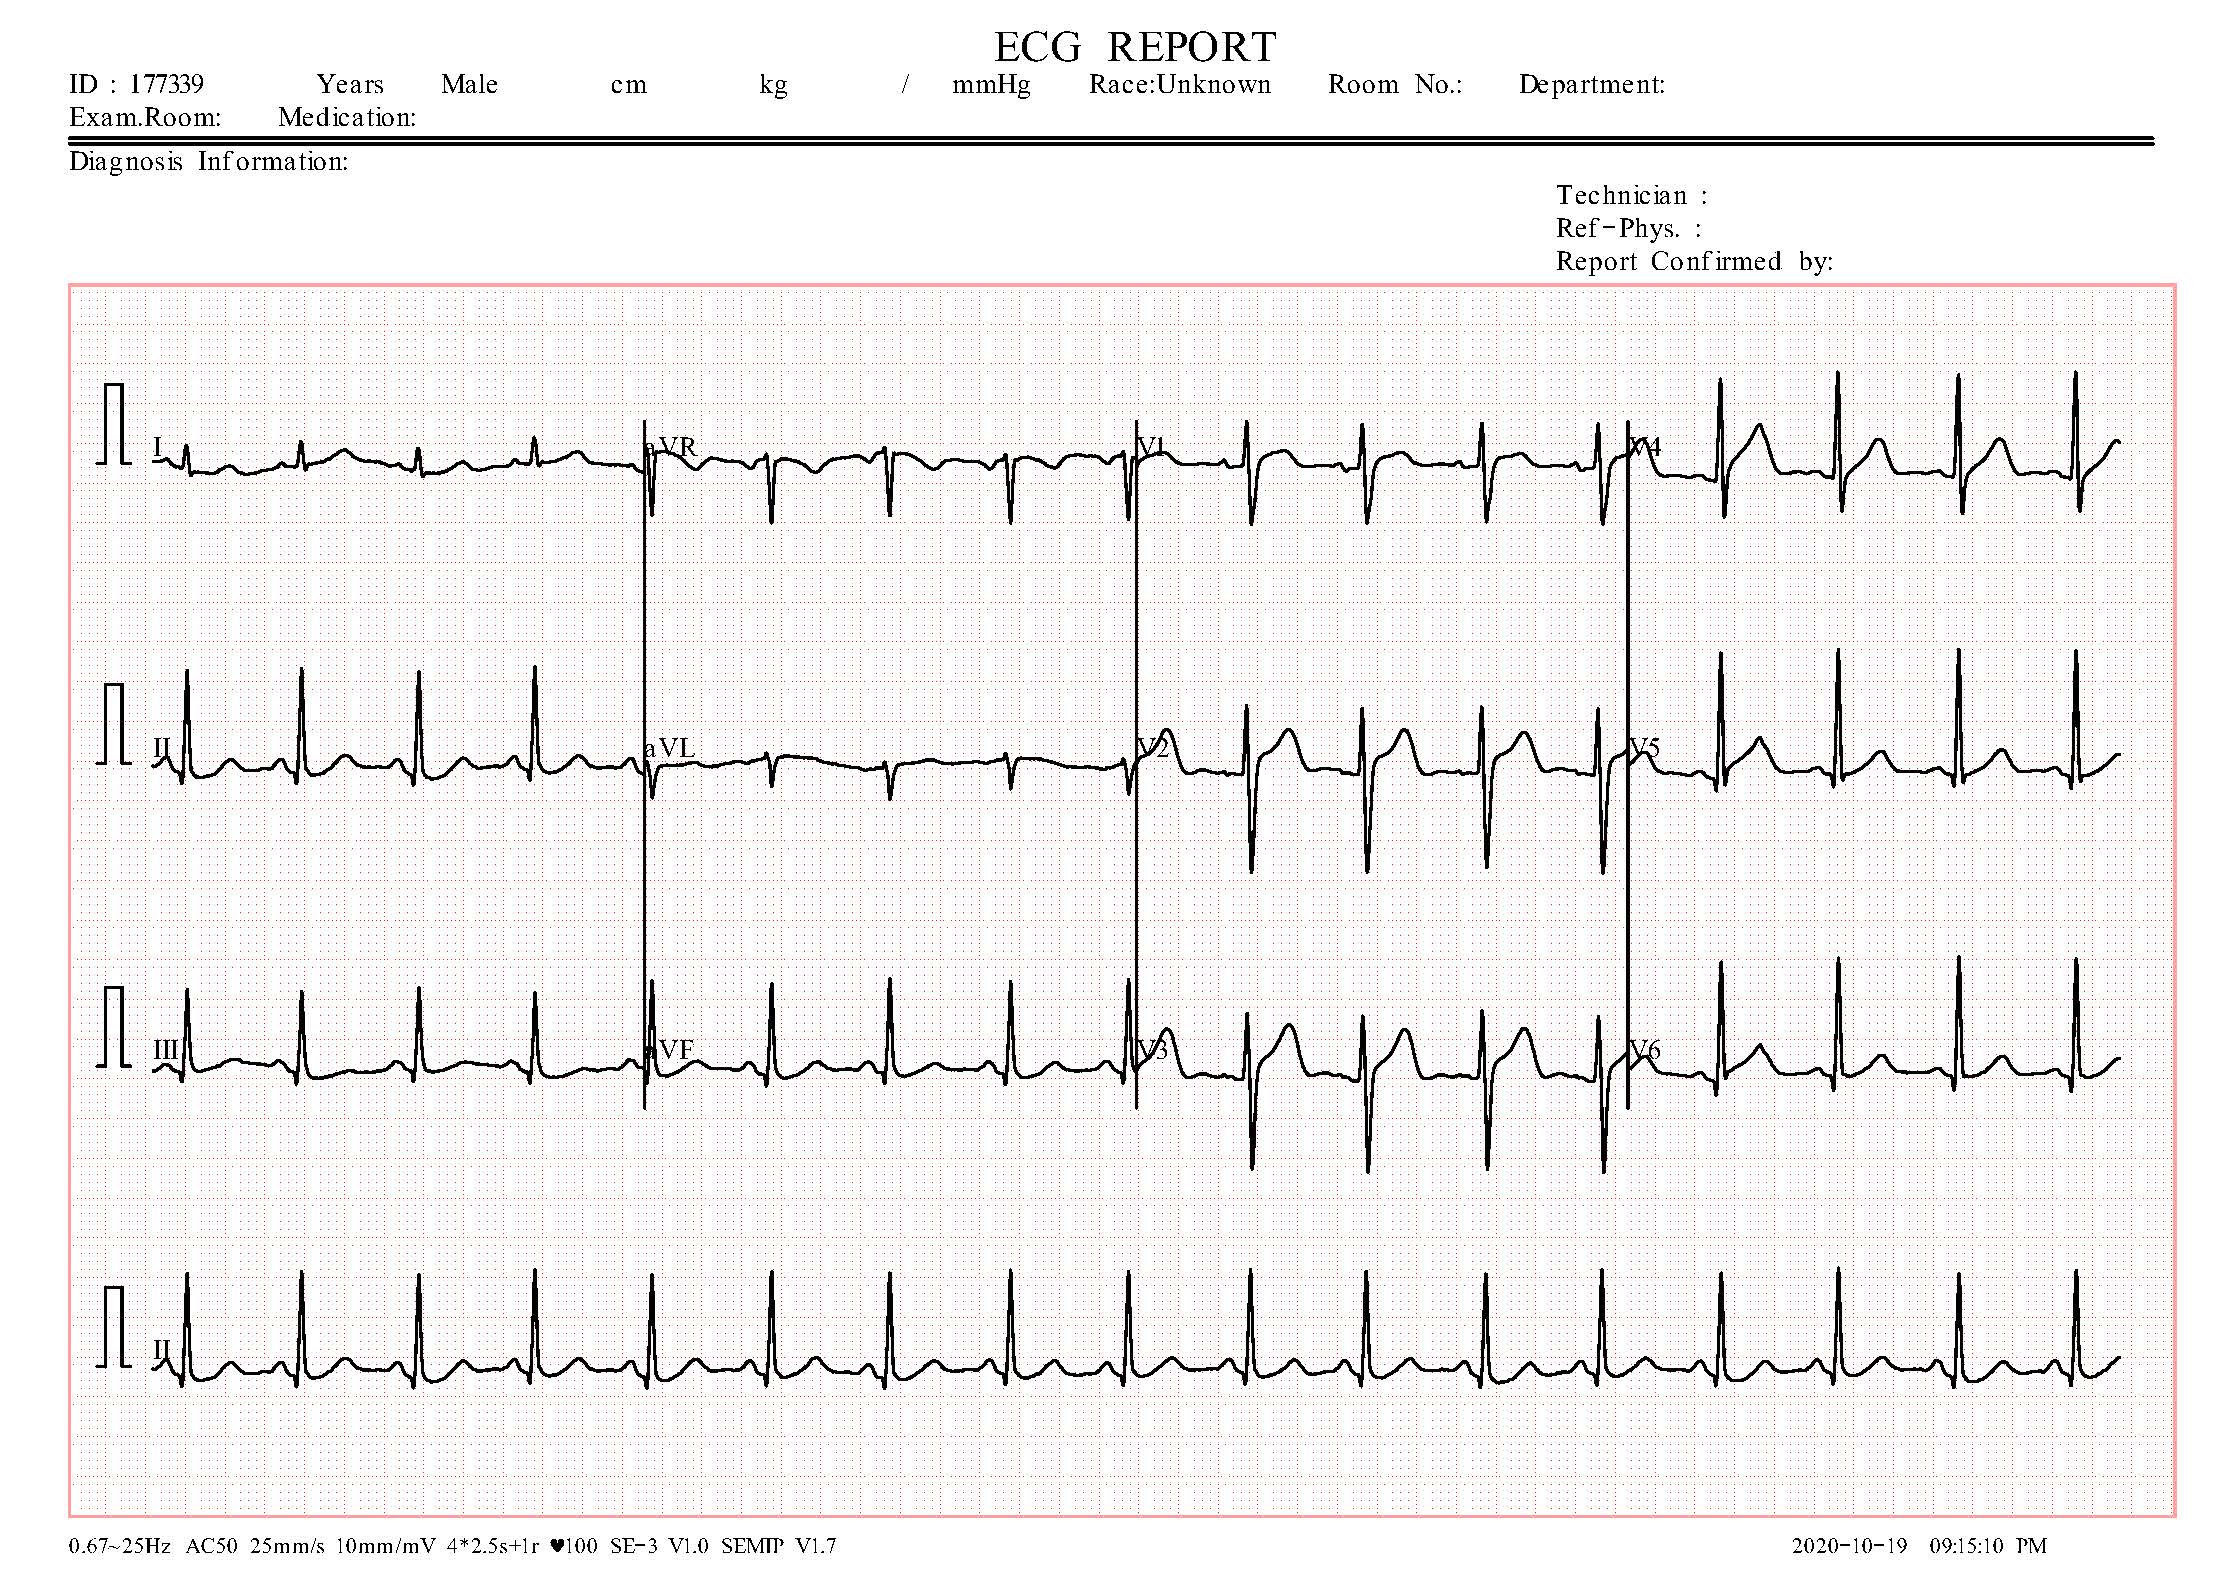 ECG REPORT
ID : 177339 Years Male cm kg / mmHg Race:Unknown Room No.: Department:
Exam.Room: Medication:
Diagnosis Information:
Technician :
Ref-Phys. :
Report Confirmed by:
I aVR V1 V4
II aVL V2 V5
III aVF V3 V6
II
0.67~25Hz AC50 25mm/s 10mm/mV 4*2.5s+1r ♥100 SE-3 V1.0 SEMIP V1.7 2020-10-19 09:15:10 PM